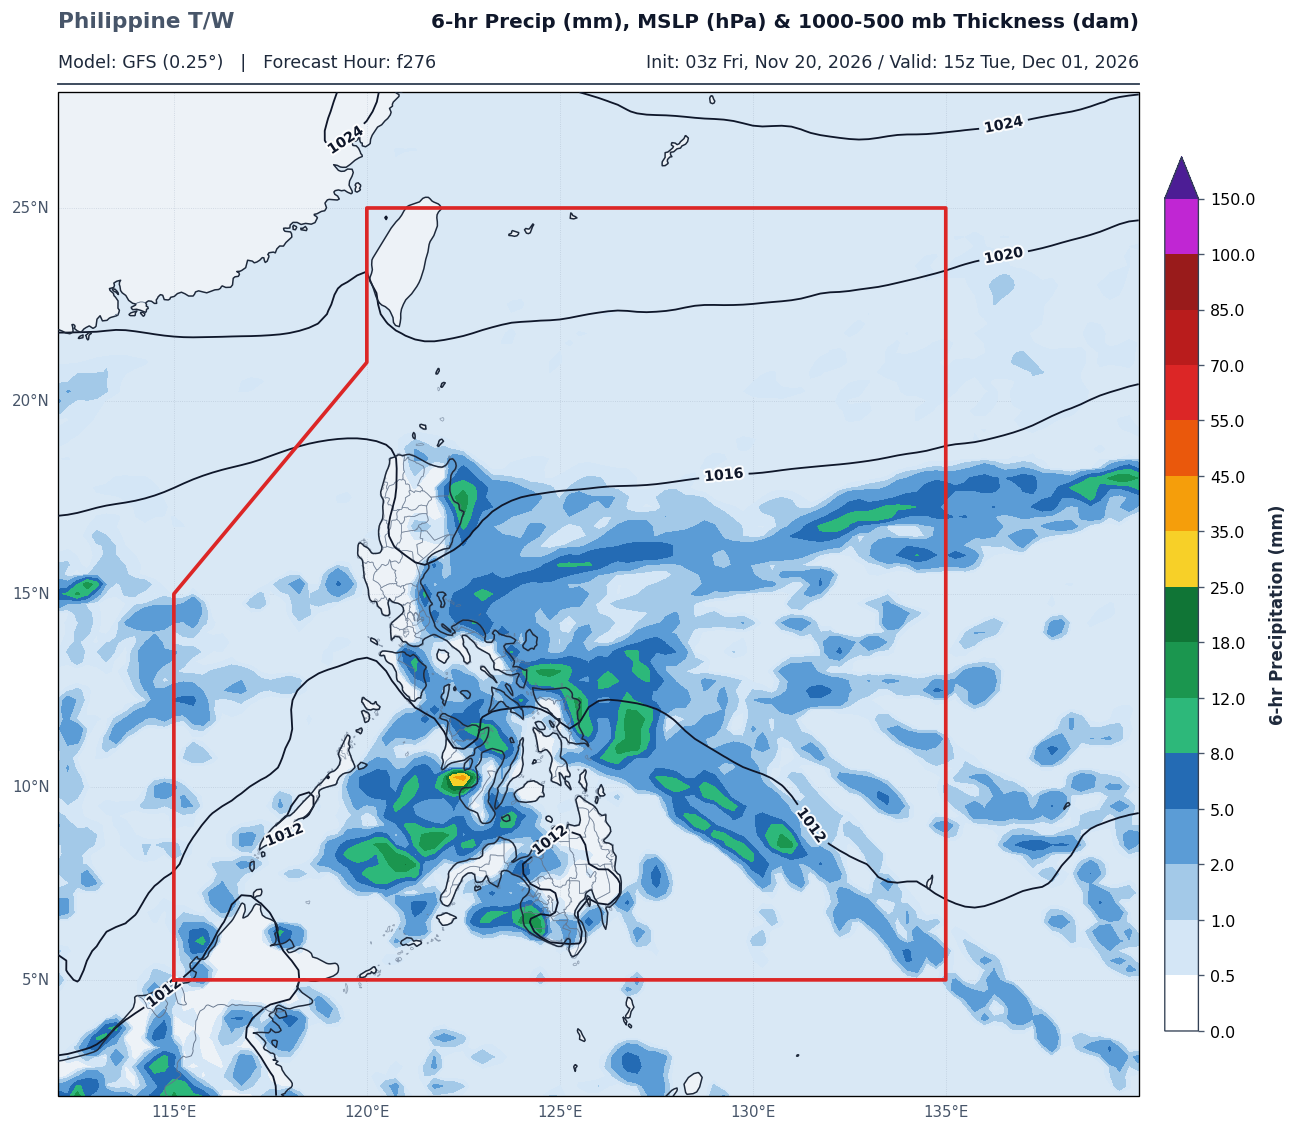 Philippine T/W
6-hr Precip (mm), MSLP (hPa) & 1000-500 mb Thickness (dam)
Model: GFS (0.25°) | Forecast Hour: f276
Init: 03z Fri, Nov 20, 2026 / Valid: 15z Tue, Dec 01, 2026
1024
1024
1020
1016
1012
1012
1012
1012
25°N
20°N
15°N
10°N
5°N
115°E
120°E
125°E
130°E
135°E
150.0
100.0
85.0
70.0
55.0
45.0
35.0
25.0
18.0
12.0
8.0
5.0
2.0
1.0
0.5
0.0
6-hr Precipitation (mm)